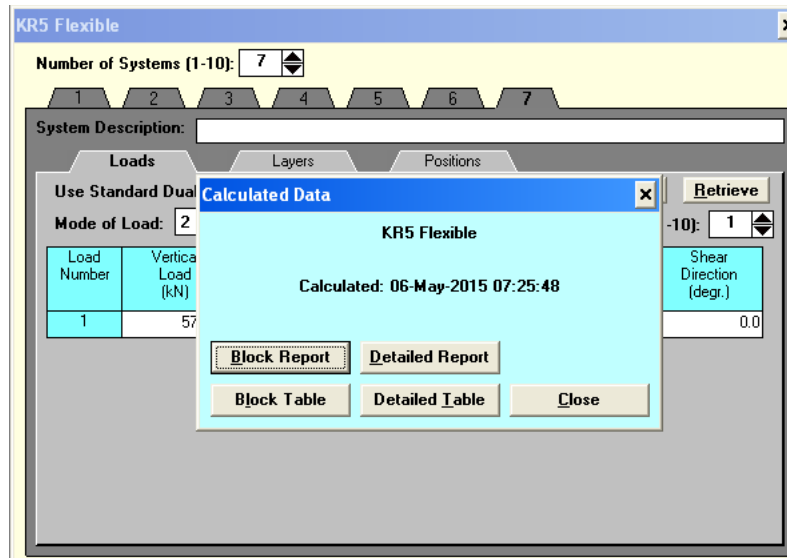 KR5 Flexible
Number of Systems (1-10): 7
1 2 3 4 5 6 7
System Description:
Loads Layers Positions
Use Standard Dual
Retrieve
Mode of Load: 2
-10): 1
Load Number
Vertica
Load
(kN)
Shear
Direction
(degr.)
1 57 0.0
Calculated Data
KR5 Flexible
Calculated: 06-May-2015 07:25:48
Block Report Detailed Report
Block Table Detailed Table Close